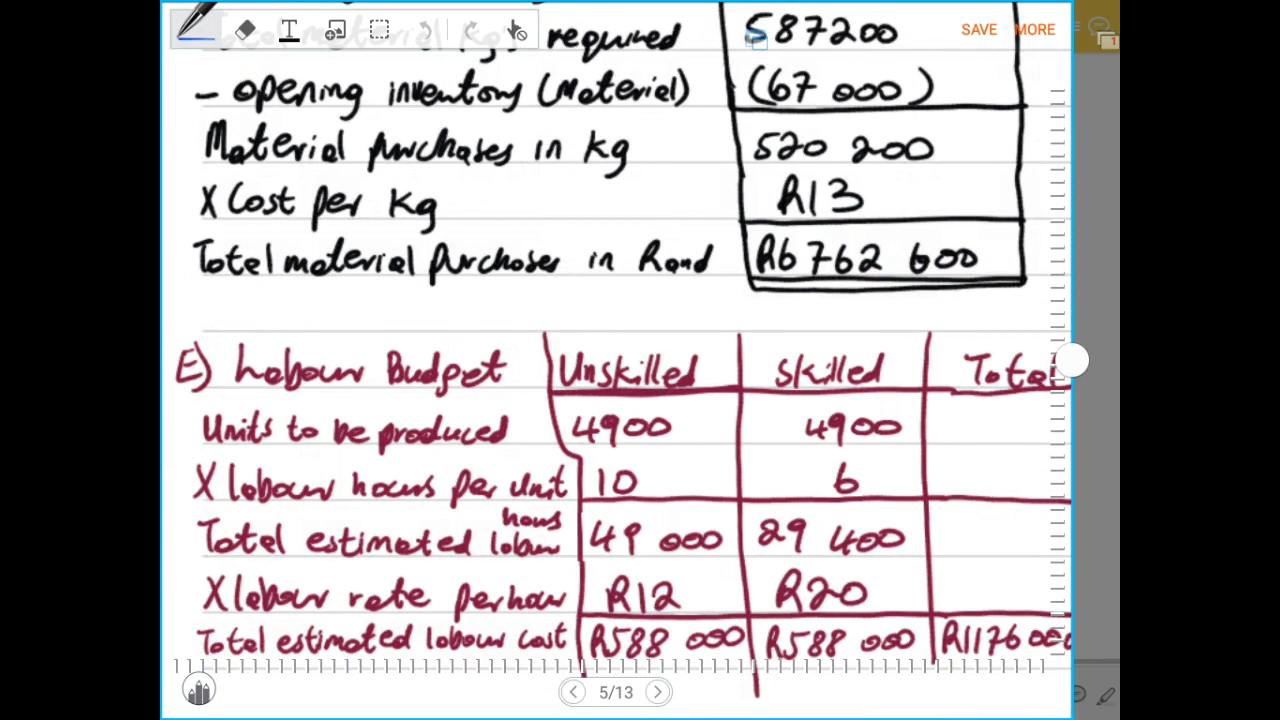 T
SAVE MORE
1
required 587200
- opening inventory (Material) (67 000)
Material purchases in kg 520 200
X Cost per kg R13
Total material purchases in Rand R6 762 600
E) Labour Budget Unskilled Skilled Total
Units to be produced 4900 4900
X labour hours per unit 10 6
hours
Total estimated labour 49 000 29 400
X labour rate per hour R12 R20
Total estimated labour cost R588 000 R588 000 R1176 000
5/13